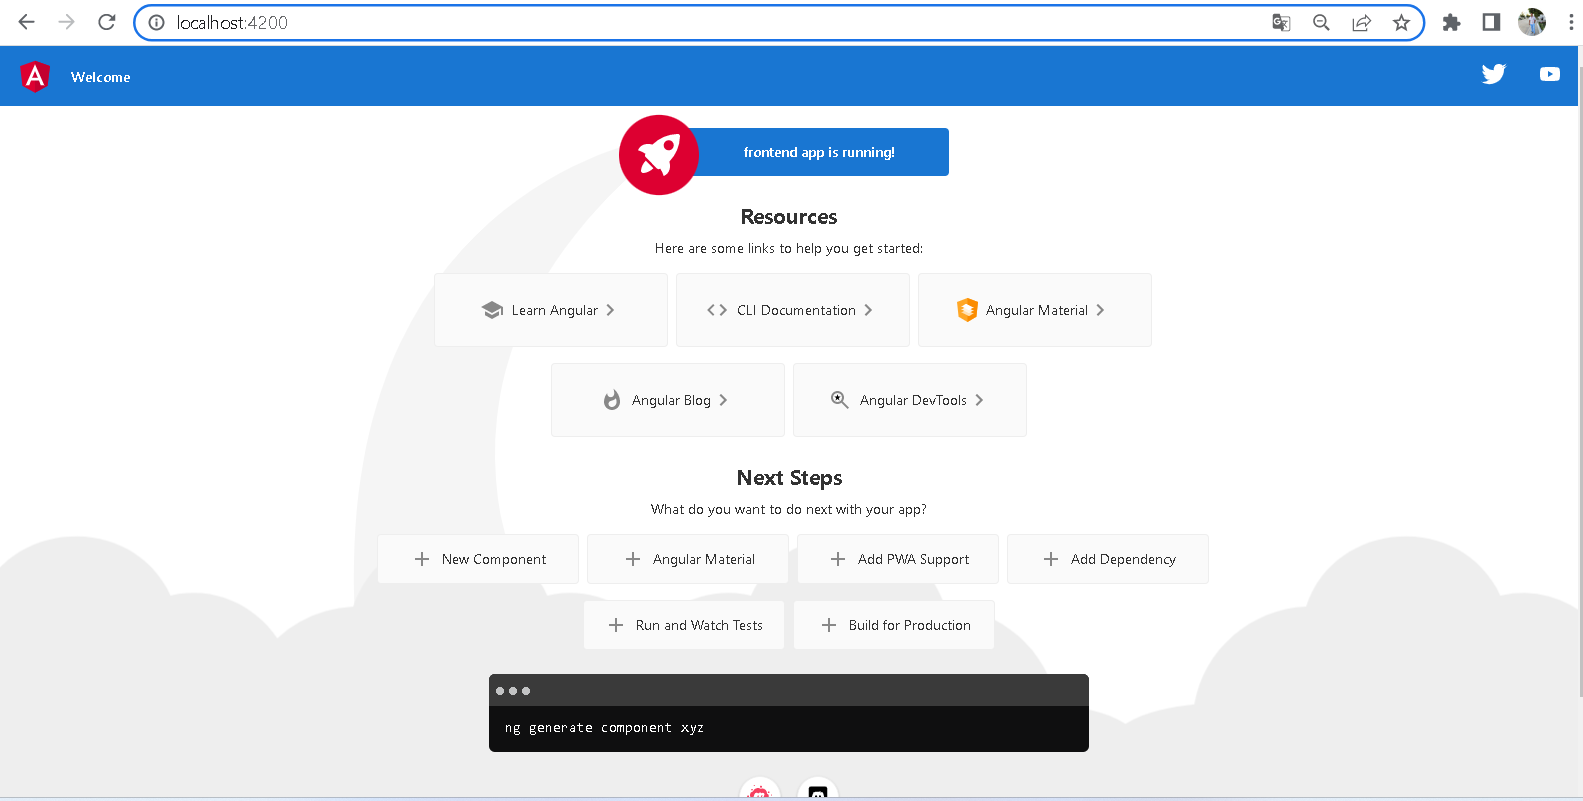 localhost:4200
Welcome
frontend app is running!
Resources
Here are some links to help you get started:
Learn Angular
CLI Documentation
Angular Material
Angular Blog
Angular DevTools
Next Steps
What do you want to do next with your app?
New Component
Angular Material
Add PWA Support
Add Dependency
Run and Watch Tests
Build for Production
ng generate component xyz